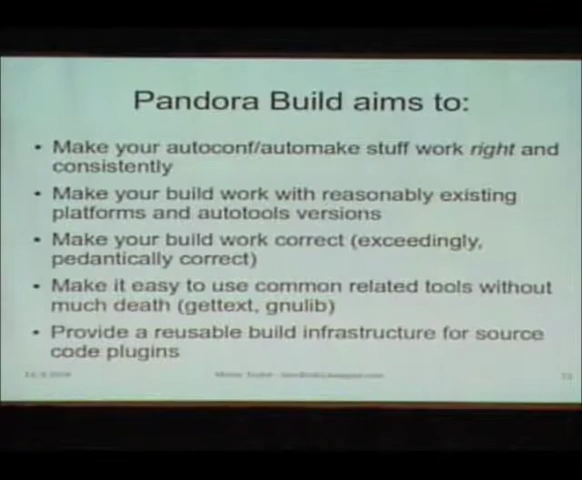 Pandora Build aims to:
• Make your autoconf/automake stuff work right and
consistently
• Make your build work with reasonably existing
platforms and autotools versions
• Make your build work correct (exceedingly,
pedantically correct)
• Make it easy to use common related tools without
much death (gettext, gnulib)
• Provide a reusable build infrastructure for source
code plugins